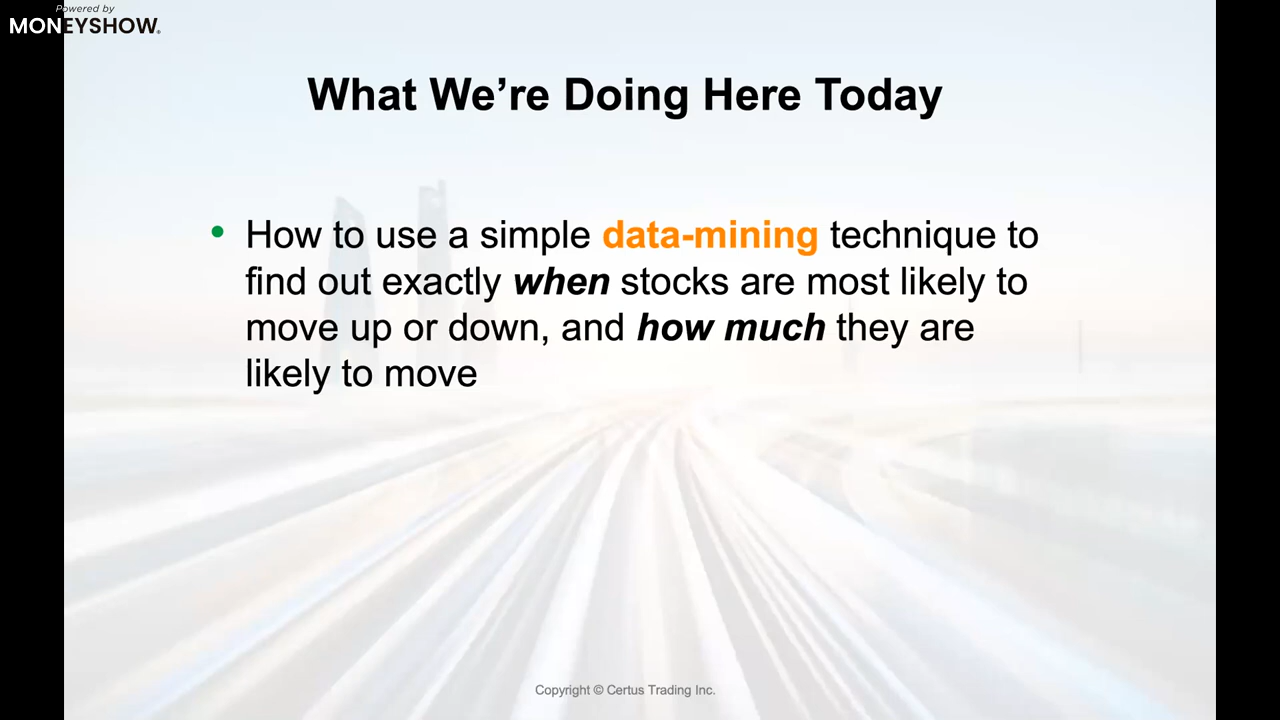 Powered by
MONEYSHOW®
What We're Doing Here Today
• How to use a simple data-mining technique to
find out exactly when stocks are most likely to
move up or down, and how much they are
likely to move
Copyright © Certus Trading Inc.